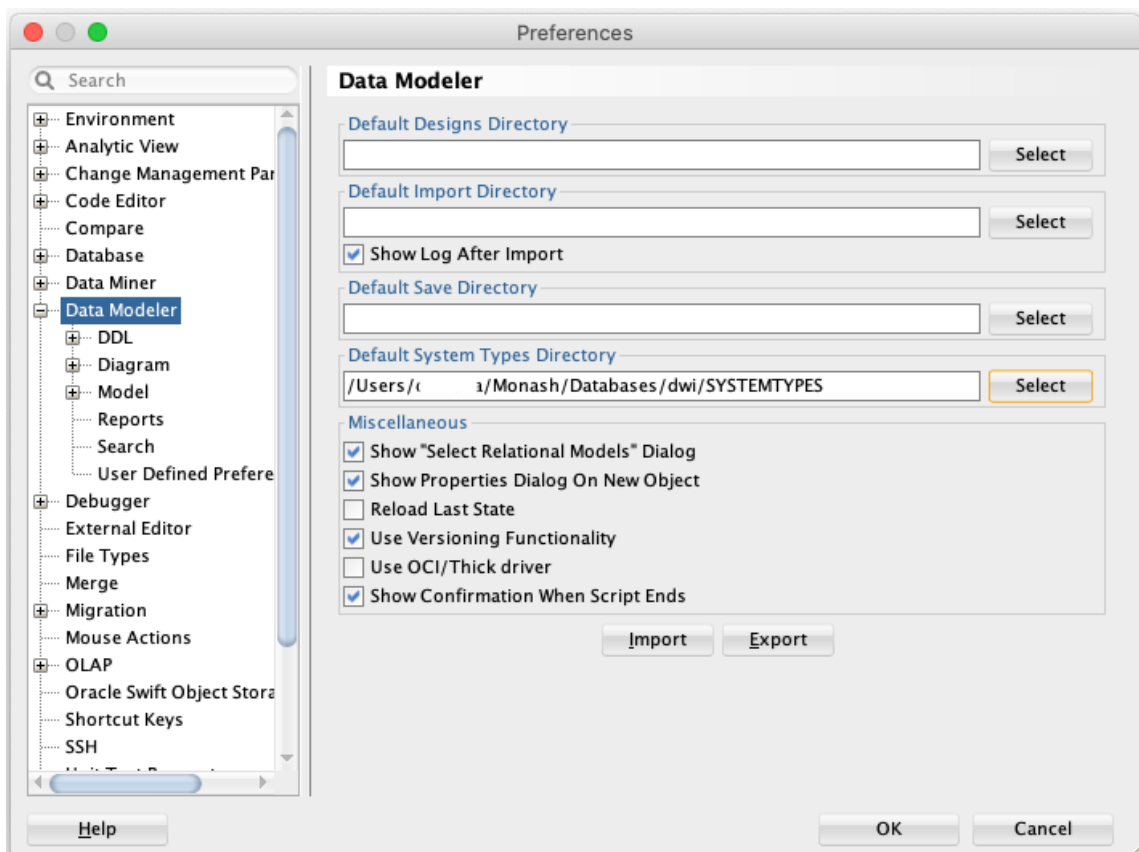 Preferences
Search
Environment
Analytic View
Change Management Par
Code Editor
Compare
Database
Data Miner
Data Modeler
DDL
Diagram
Model
Reports
Search
User Defined Prefere
Debugger
External Editor
File Types
Merge
Migration
Mouse Actions
OLAP
Oracle Swift Object Stora
Shortcut Keys
SSH
Data Modeler
Default Designs Directory
Select
Default Import Directory
Select
Show Log After Import
Default Save Directory
Select
Default System Types Directory
/Users/ /Monash/Databases/dwi/SYSTEMTYPES
Select
Miscellaneous
Show "Select Relational Models" Dialog
Show Properties Dialog On New Object
Reload Last State
Use Versioning Functionality
Use OCI/Thick driver
Show Confirmation When Script Ends
Import Export
Help
OK Cancel